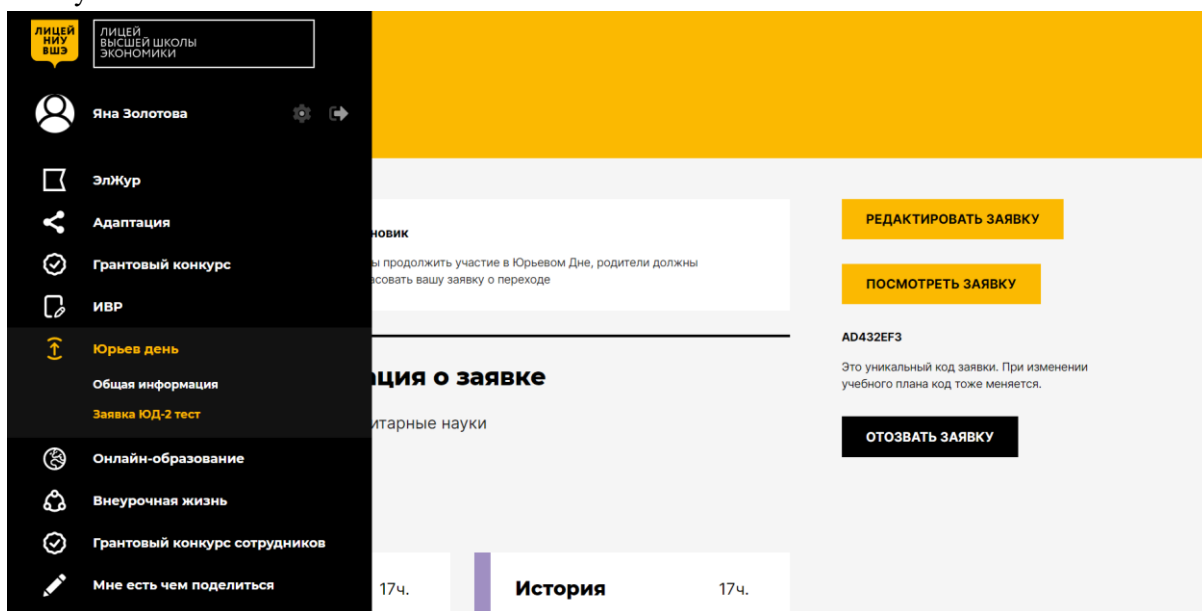 ЛИЦЕЙ
НИУ
ВШЭ
ЛИЦЕЙ
ВЫСШЕЙ ШКОЛЫ
ЭКОНОМИКИ
Яна Золотова
ЭлЖур
Адаптация
Грантовый конкурс
ИВР
Юрьев день
Общая информация
Заявка ЮД-2 тест
Онлайн-образование
Внеурочная жизнь
Грантовый конкурс сотрудников
Мне есть чем поделиться
новик
ы продолжить участие в Юрьевом Дне, родители должны
асовать вашу заявку о переходе
ация о заявке
итарные науки
17ч.
История 17ч.
РЕДАКТИРОВАТЬ ЗАЯВКУ
ПОСМОТРЕТЬ ЗАЯВКУ
AD432EF3
Это уникальный код заявки. При изменении
учебного плана код тоже меняется.
ОТОЗВАТЬ ЗАЯВКУ